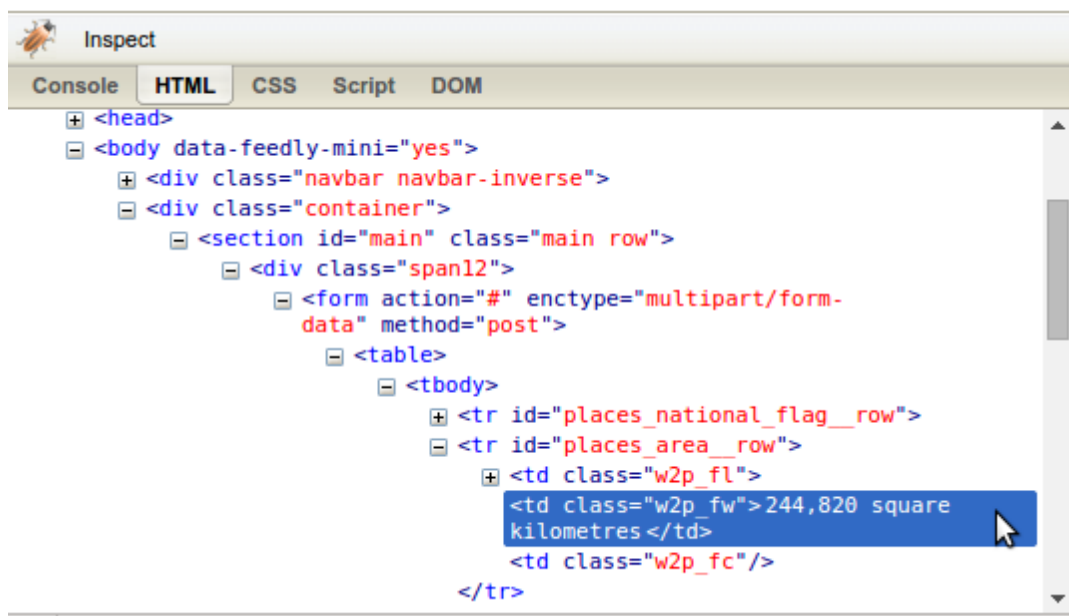 Inspect
Console HTML CSS Script DOM
<head>
<body data-feedly-mini="yes">
<div class="navbar navbar-inverse">
<div class="container">
<section id="main" class="main row">
<div class="span12">
<form action="#" enctype="multipart/form-
data" method="post">
<table>
<tbody>
<tr id="places_national_flag__row">
<tr id="places_area__row">
<td class="w2p_fl">
<td class="w2p_fw">244,820 square
kilometres</td>
<td class="w2p_fc"/>
</tr>